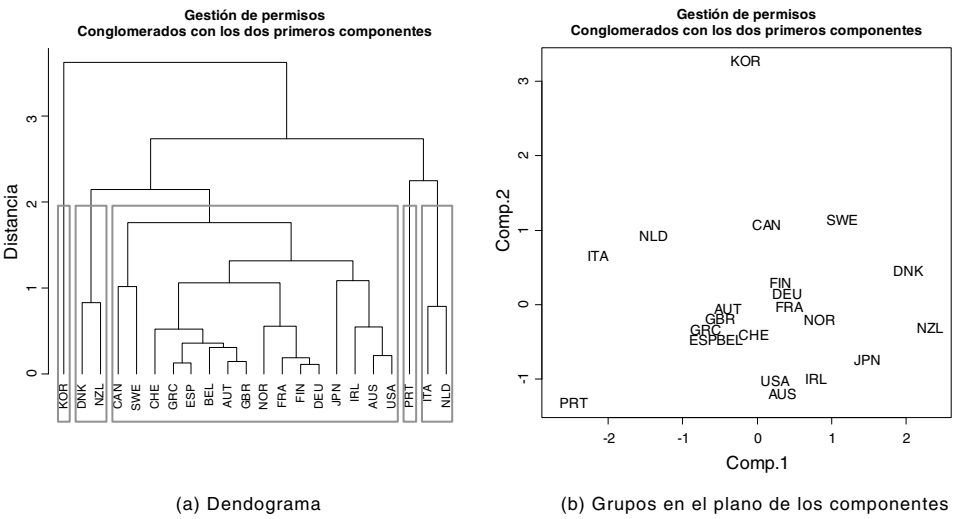 Gestión de permisos
Conglomerados con los dos primeros componentes
Distancia
3
2
1
0
KOR
DNK
NZL
CAN
SWE
CHE
GRC
ESP
BEL
AUT
GBR
NOR
FRA
FIN
DEU
JPN
IRL
AUS
USA
PRT
ITA
NLD
(a) Dendograma
Gestión de permisos
Conglomerados con los dos primeros componentes
Comp.2
3
2
1
0
-1
KOR
CAN
SWE
NLD
ITA
DNK
FIN
DEU
FRA
AUT
GBR
NOR
GRC
NZL
CHE
ESP
BEL
JPN
USA
IRL
AUS
PRT
-2
-1
0
1
2
Comp.1
(b) Grupos en el plano de los componentes